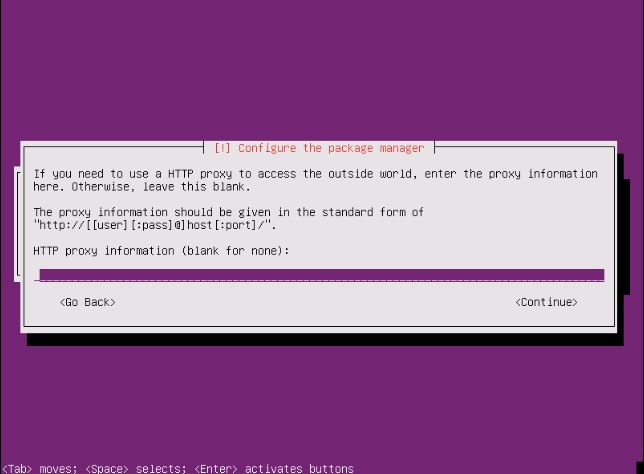 [!] Configure the package manager
If you need to use a HTTP proxy to access the outside world, enter the proxy information
here. Otherwise, leave this blank.
The proxy information should be given in the standard form of
"http://[[user][:pass]@]host[:port]/".
HTTP proxy information (blank for none):
<Go Back> <Continue>
<Tab> moves; <Space> selects; <Enter> activates buttons